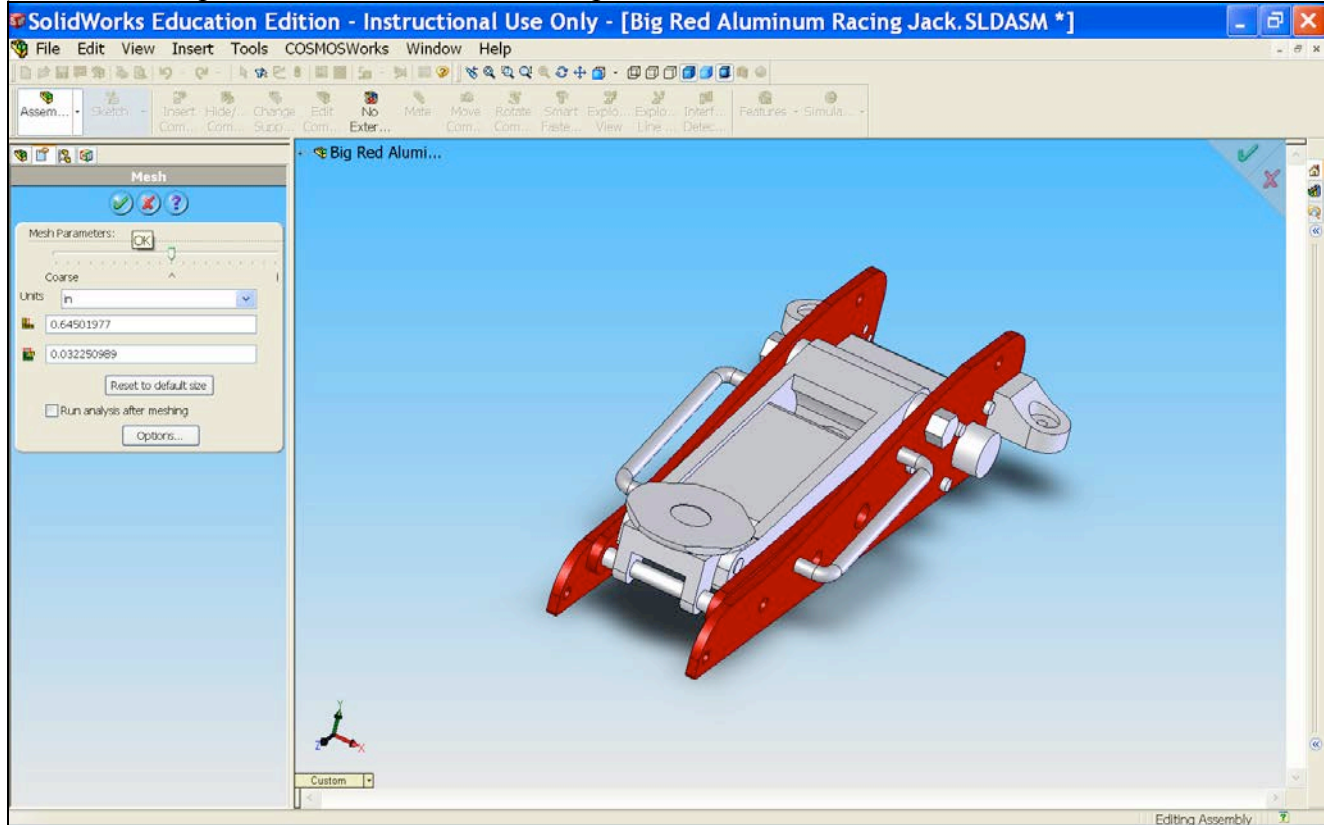 SolidWorks Education Edition - Instructional Use Only - [Big Red Aluminum Racing Jack.SLDASM *]
File Edit View Insert Tools COSMOSWorks Window Help
Assem... Sketch Insert Hide/... Change Edit No Mate Move Rotate Smart Explo... Explo... Interf... Features Simula...
Com... Com... Supp... Com... Exter... Com... Com... Faste... View Line ... Detec...
Big Red Alumi...
Mesh
Mesh Parameters:
OK
Coarse
Units in
0.64501977
0.032250989
Reset to default size
Run analysis after meshing
Options...
Y
Z X
Custom
Editing Assembly